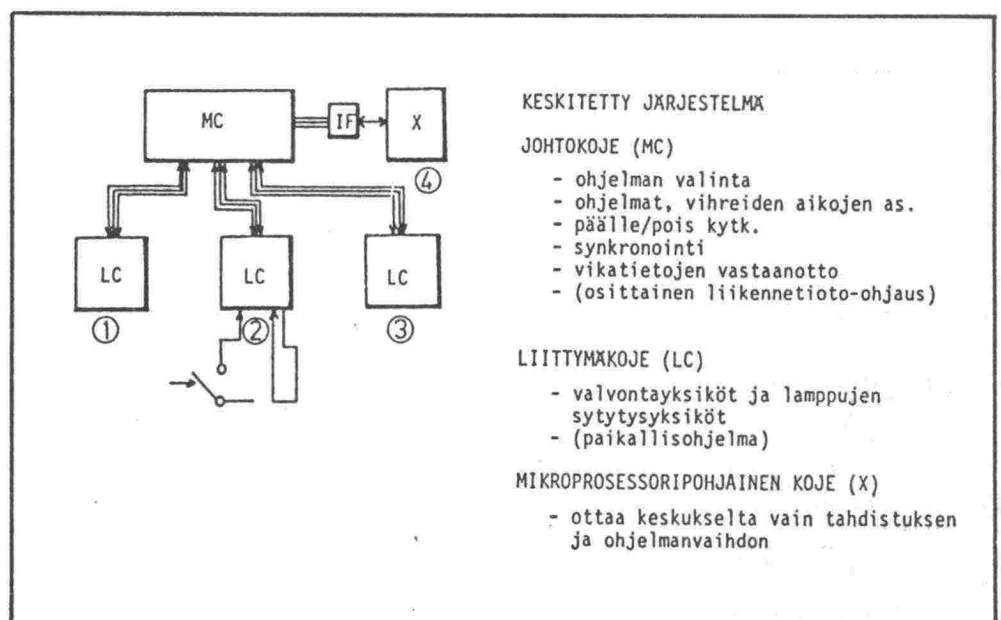 MC
IF
X
④
LC
LC
LC
①
②
③
KESKITETTY JÄRJESTELMÄ
JOHTOKOJE (MC)
- ohjelman valinta
- ohjelmat, vihreiden aikojen as.
- päälle/pois kytk.
- synkronointi
- vikatietojen vastaanotto
- (osittainen liikennetioto-ohjaus)
LIITTYMÄKOJE (LC)
- valvontayksiköt ja lamppujen
sytytysyksiköt
- (paikallisohjelma)
MIKROPROSESSORIPOHJAINEN KOJE (X)
- ottaa keskukselta vain tahdistuksen
ja ohjelmanvaihdon